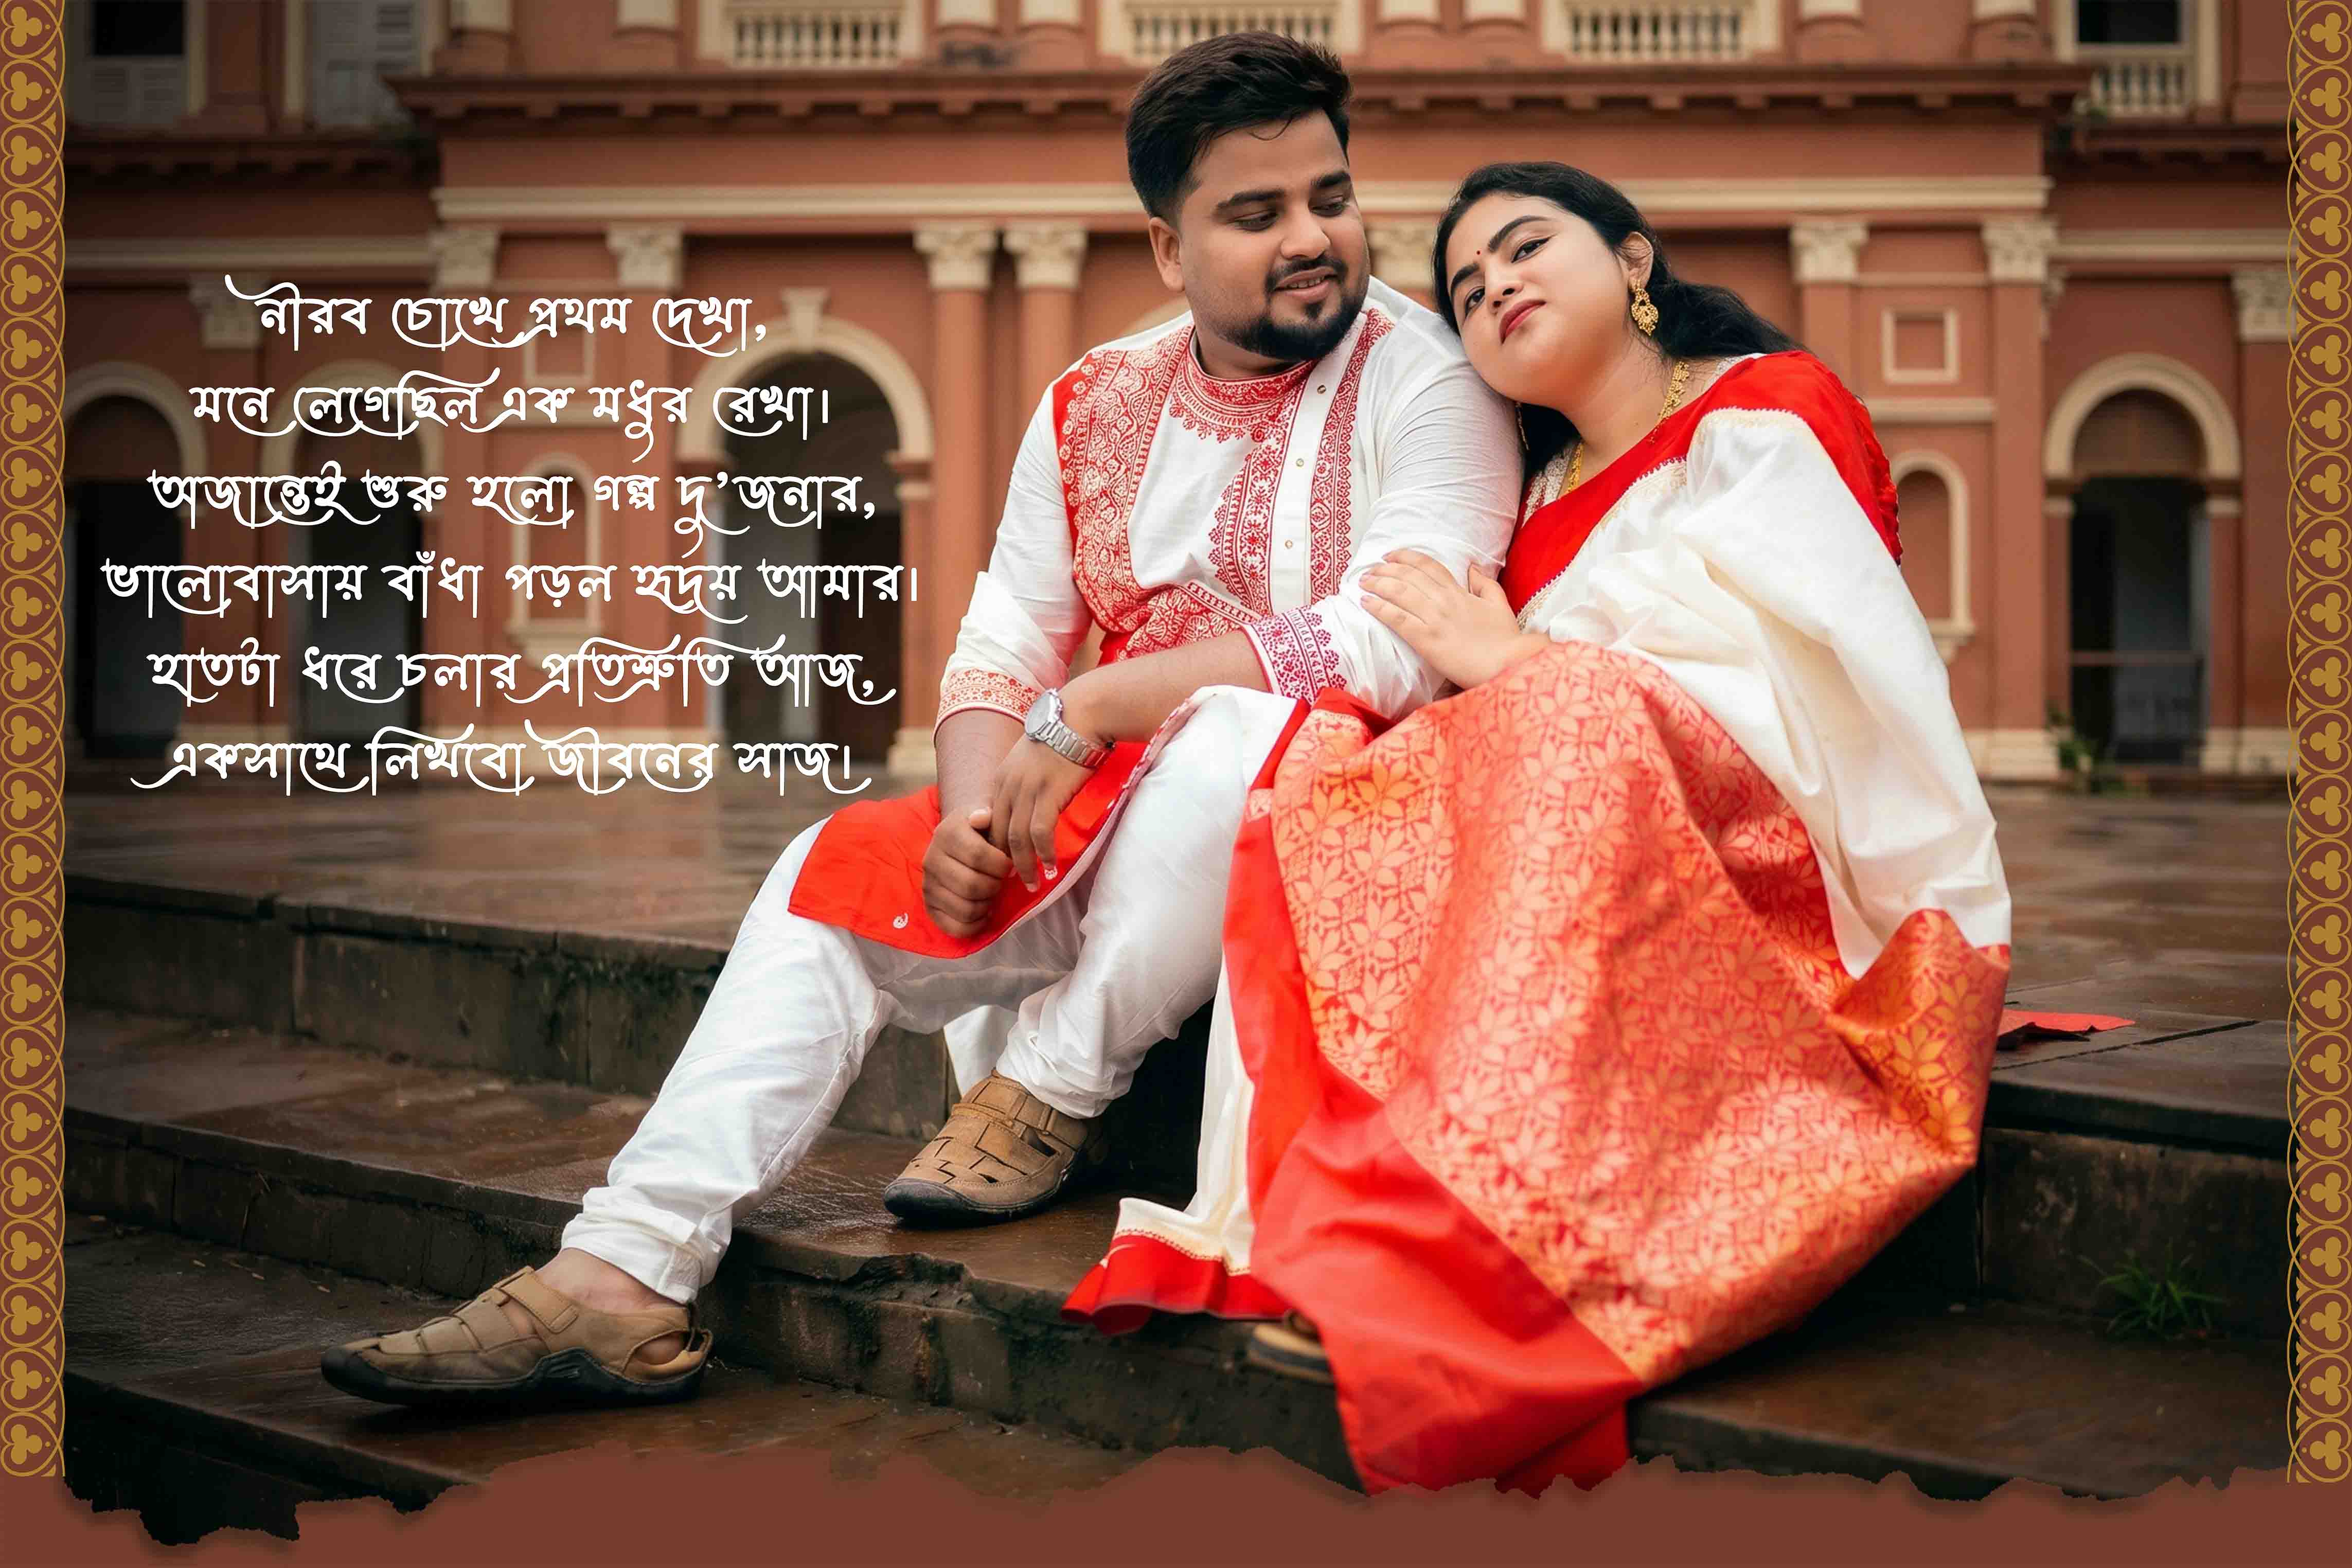 নীরব চোখে প্রথম দেখা,
মনে লেগেছিল এক মধুর রেখা।
অজান্তেই শুরু হলো গল্প দু’জনার,
ভালোবাসায় বাঁধা পড়ল হৃদয় আমার।
হাতটা ধরে চলার প্রতিশ্রুতি আজ,
একসাথে লিখবো জীবনের সাজ।